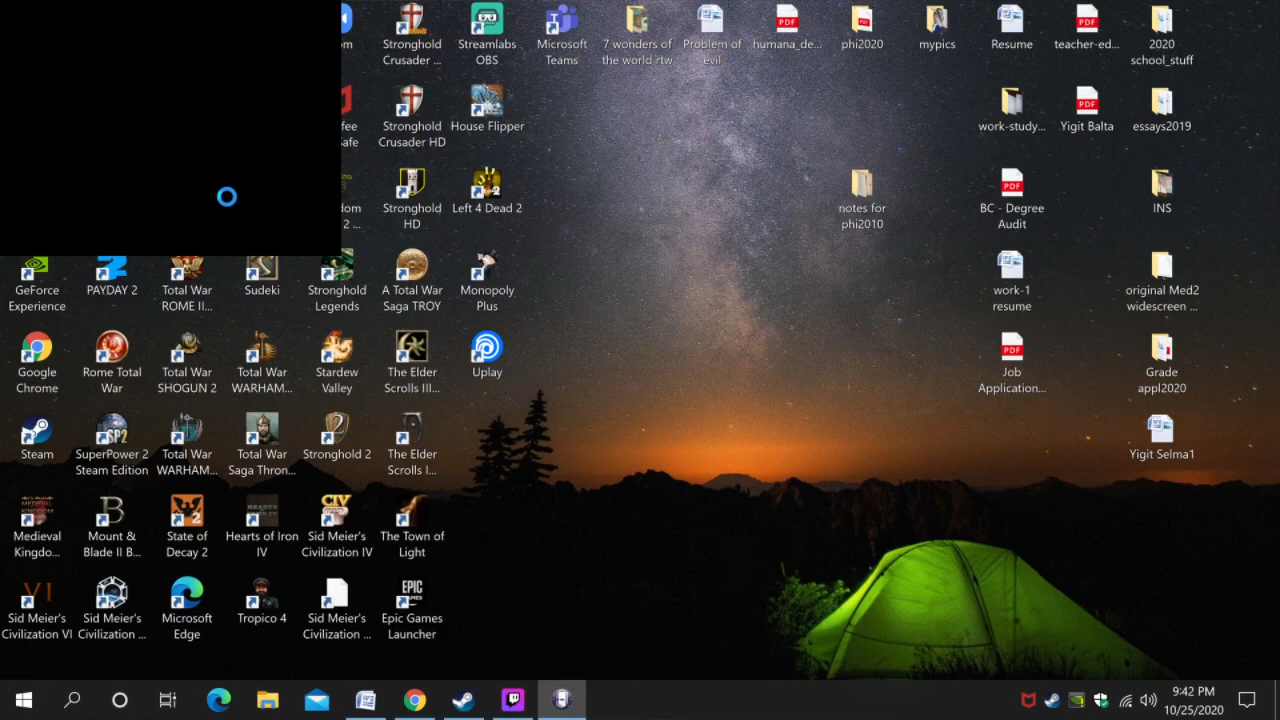 om
Stronghold
Crusader ...
Streamlabs
OBS
Microsoft
Teams
7 wonders of
the world rtw
Problem of
evil
humana_de...
phi2020
mypics
Resume
teacher-ed...
2020
school_stuff
fee
Safe
Stronghold
Crusader HD
House Flipper
work-study...
Yigit Balta
essays2019
dom
2 ...
Stronghold
HD
Left 4 Dead 2
notes for
phi2010
BC - Degree
Audit
INS
GeForce
Experience
PAYDAY 2
Total War
ROME II...
Sudeki
Stronghold
Legends
A Total War
Saga TROY
Monopoly
Plus
work-1
resume
original Med2
widescreen ...
Google
Chrome
Rome Total
War
Total War
SHOGUN 2
Total War
WARHAM...
Stardew
Valley
The Elder
Scrolls III...
Uplay
Job
Application...
Grade
appl2020
Steam
SuperPower 2
Steam Edition
Total War
WARHAM...
Total War
Saga Thron...
Stronghold 2
The Elder
Scrolls I...
Yigit Selma1
Medieval
Kingdo...
Mount &
Blade II B...
State of
Decay 2
Hearts of Iron
IV
Sid Meier's
Civilization IV
The Town of
Light
Sid Meier's
Civilization VI
Sid Meier's
Civilization ...
Microsoft
Edge
Tropico 4
Sid Meier's
Civilization ...
Epic Games
Launcher
9:42 PM
10/25/2020